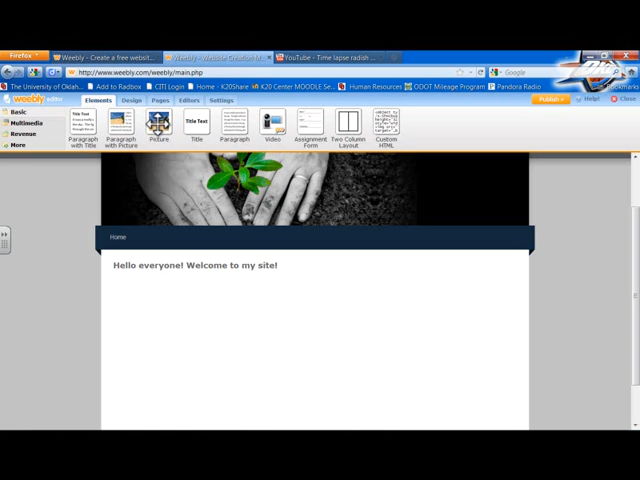 Firefox
Weebly - Create a free websit...
Weebly - Website Creation M...
YouTube - Time lapse radish
http://www.weebly.com/weebly/main.php
Google
The University of Oklah...
Add to Radbox
CITI Login
Home - K20Share
K20 Center MOODLE Se...
Human Resources
ODOT Mileage Program
Pandora Radio
Bookmarks
weebly editor
Elements
Design
Pages
Editors
Settings
Publish
Help!
Close
Basic
Multimedia
Revenue
More
Paragraph with Title
Paragraph with Picture
Picture
Title Text
Title
Paragraph
Video
Assignment Form
Two Column Layout
Custom HTML
Home
Hello everyone! Welcome to my site!